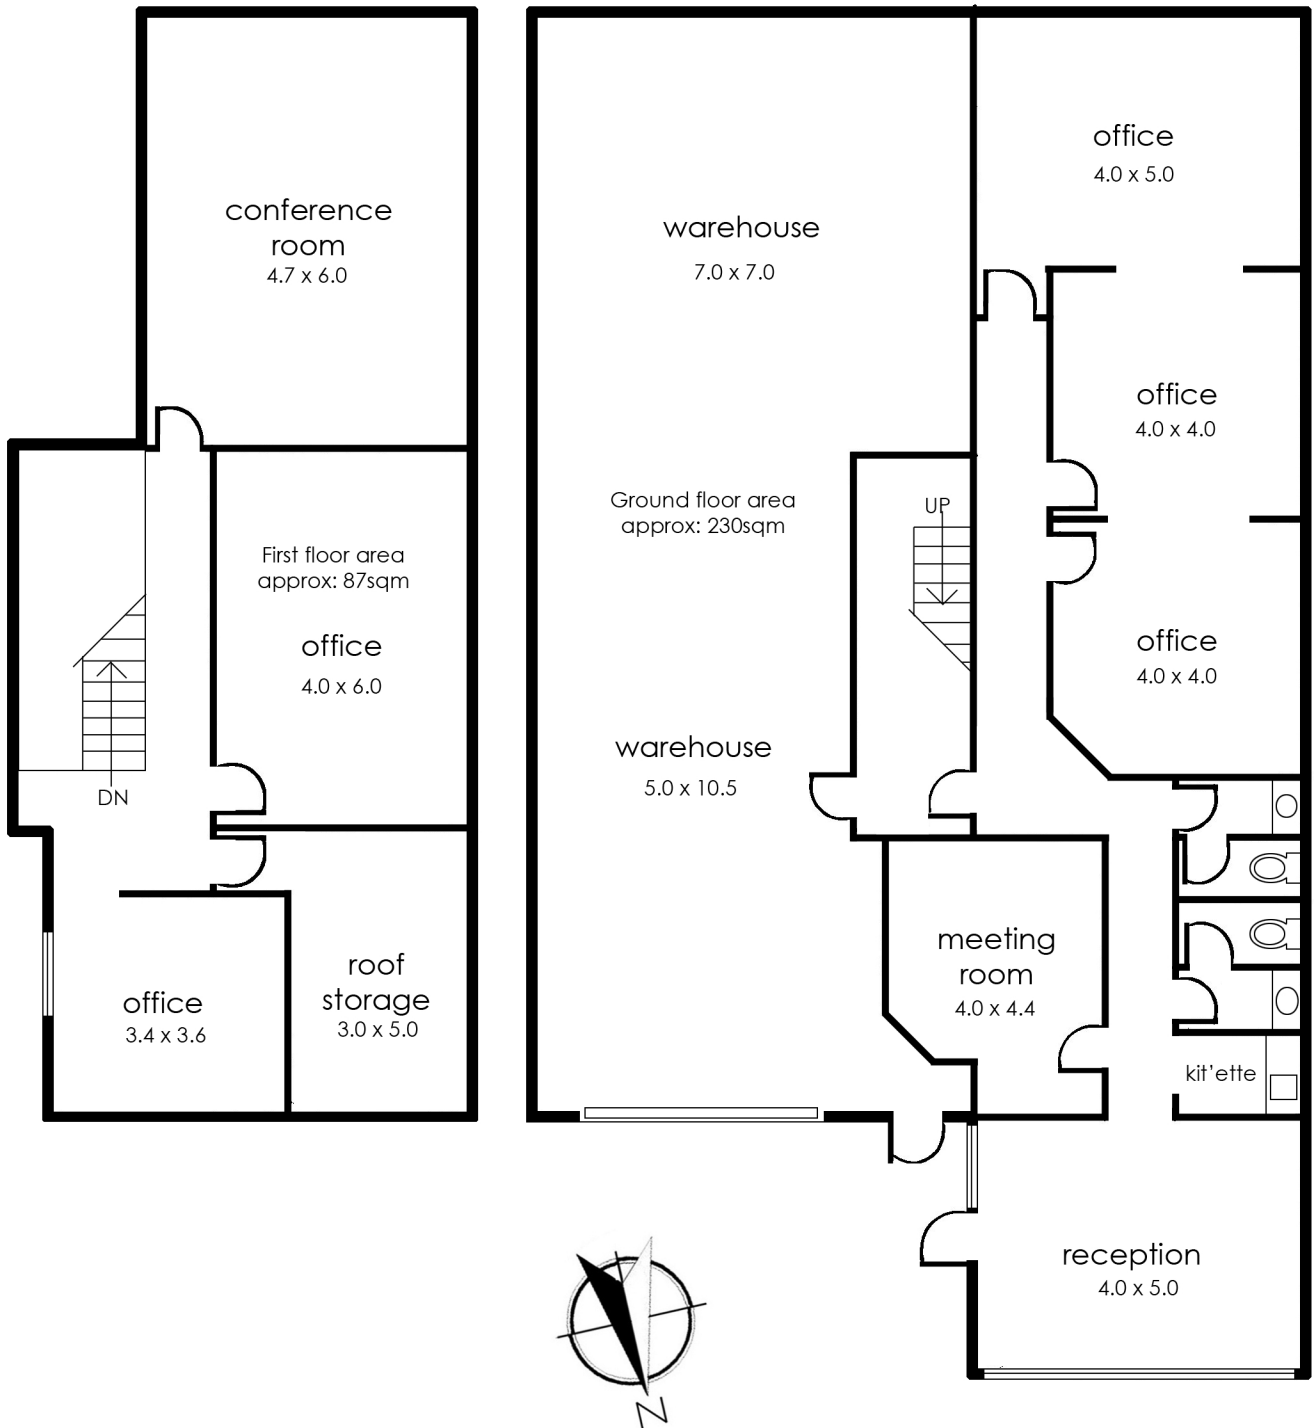 conference
room
4.7 x 6.0
First floor area
approx: 87sqm
office
4.0 x 6.0
DN
office
3.4 x 3.6
roof
storage
3.0 x 5.0
warehouse
7.0 x 7.0
Ground floor area
approx: 230sqm
warehouse
5.0 x 10.5
UP
office
4.0 x 5.0
office
4.0 x 4.0
office
4.0 x 4.0
meeting
room
4.0 x 4.4
kit'ette
reception
4.0 x 5.0
N